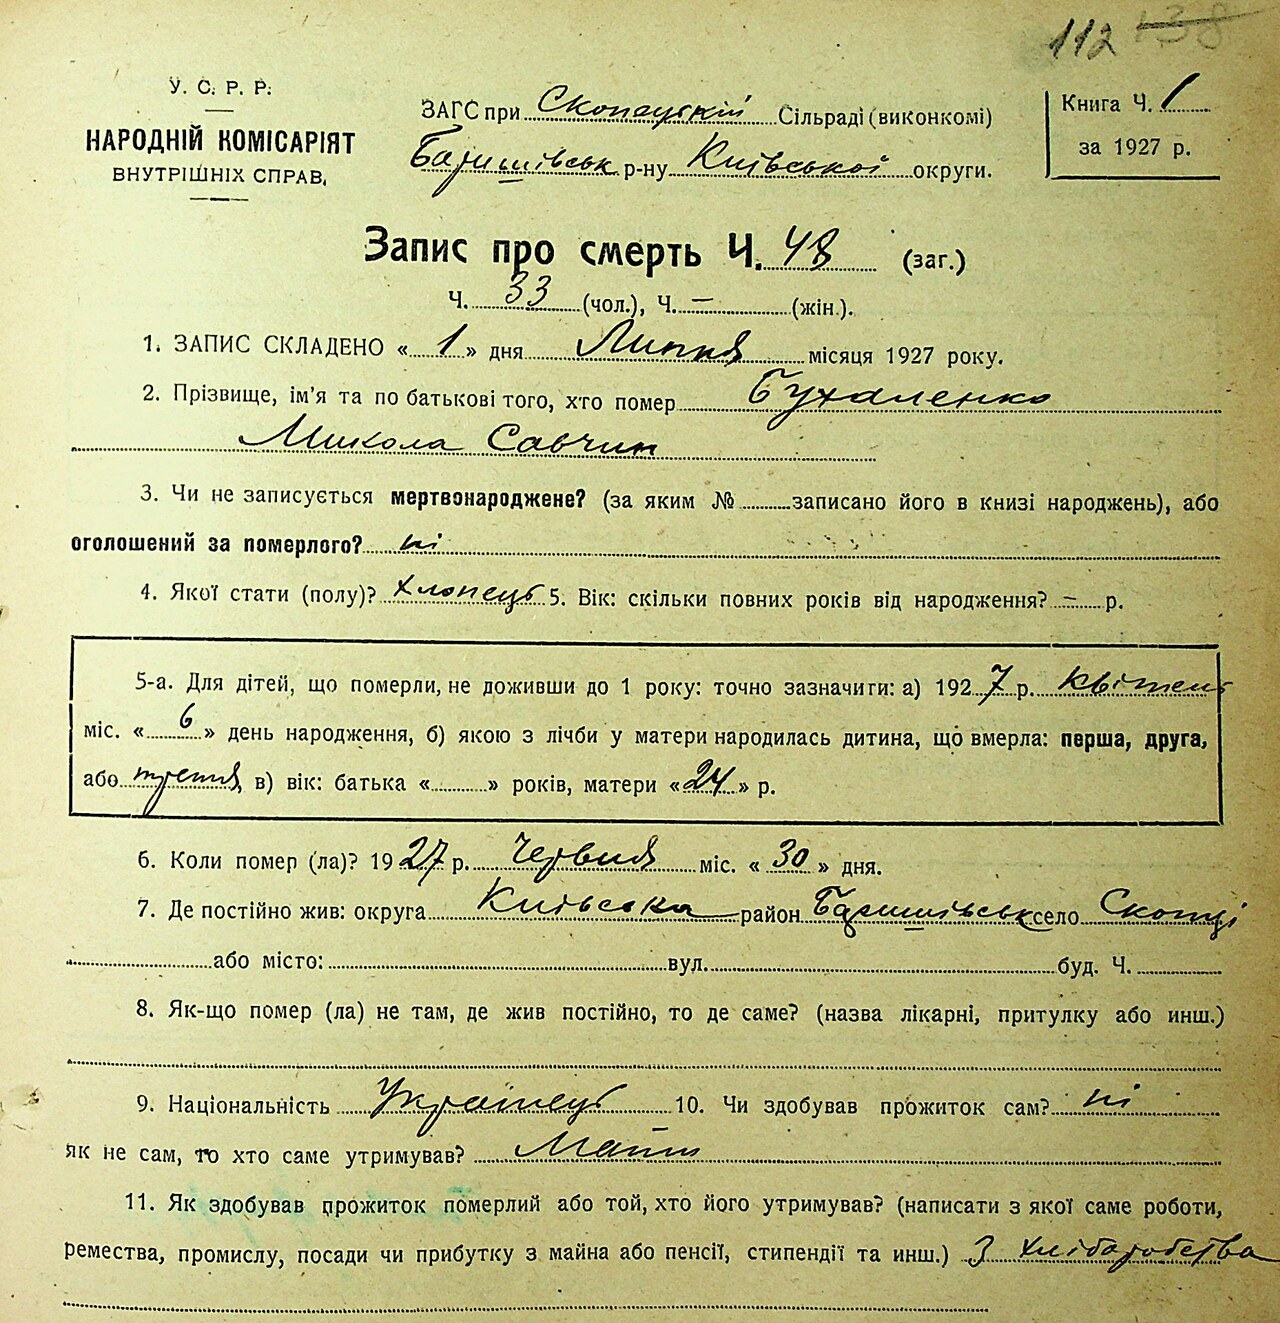 112 138
У. С. Р. Р.
НАРОДНІЙ КОМІСАРІЯТ
ВНУТРІШНІХ СПРАВ.
ЗАГС при Скопецькій Сільраді (виконкомі)
Баришівськ р-ну Київської округи.
Книга Ч. 1
за 1927 р.
Запис про смерть Ч. 48 (заг.)
Ч. 33 (чол.), Ч. — (жін.).
1. ЗАПИС СКЛАДЕНО « 1 » дня Липня місяця 1927 року.
2. Прізвище, ім'я та по батькові того, хто помер Бухаленко
Микола Савчин
3. Чи не записується мертвонароджене? (за яким № записано його в книзі народжень), або
оголошений за померлого? ні
4. Якої стати (полу)? хлопець 5. Вік: скільки повних років від народження? — р.
5-а. Для дітей, що померли, не доживши до 1 року: точно зазначити: а) 1927 р. квітень
міс. « 6 » день народження, б) якою з лічби у матери народилась дитина, що вмерла: перша, друга,
або третя в) вік: батька « » років, матери « 24 » р.
6. Коли помер (ла)? 1927 р. Червня міс. « 30 » дня.
7. Де постійно жив: округа Київська район Баришівськ село Скопці
або місто: вул. буд. Ч.
8. Як-що помер (ла) не там, де жив постійно, то де саме? (назва лікарні, притулку або инш.)
9. Національність Українець 10. Чи здобував прожиток сам? ні
як не сам, то хто саме утримував? Мати
11. Як здобував прожиток померлий або той, хто його утримував? (написати з якої саме роботи,
ремества, промислу, посади чи прибутку з майна або пенсії, стипендії та инш.) З хліборобства